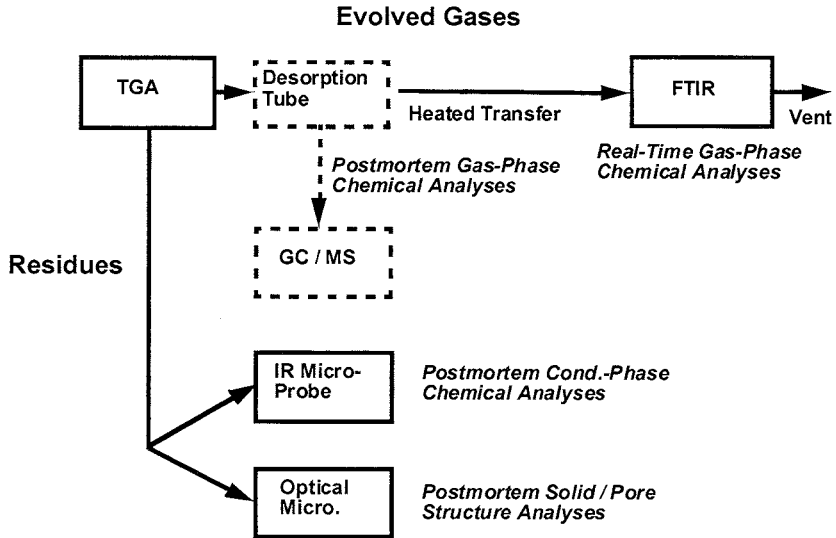 Evolved Gases
TGA
Desorption
Tube
Heated Transfer
FTIR
Vent
Postmortem Gas-Phase
Chemical Analyses
Real-Time Gas-Phase
Chemical Analyses
GC / MS
Residues
IR Micro-
Probe
Postmortem Cond.-Phase
Chemical Analyses
Optical
Micro.
Postmortem Solid / Pore
Structure Analyses